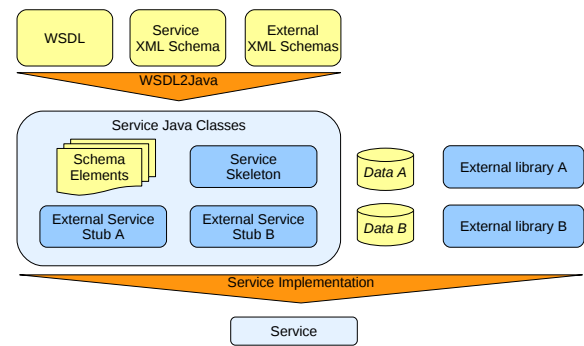 WSDL
Service
XML Schema
External
XML Schemas
WSDL2Java
Service Java Classes
Schema
Elements
Service
Skeleton
Data A
External library A
External Service
Stub A
External Service
Stub B
Data B
External library B
Service Implementation
Service